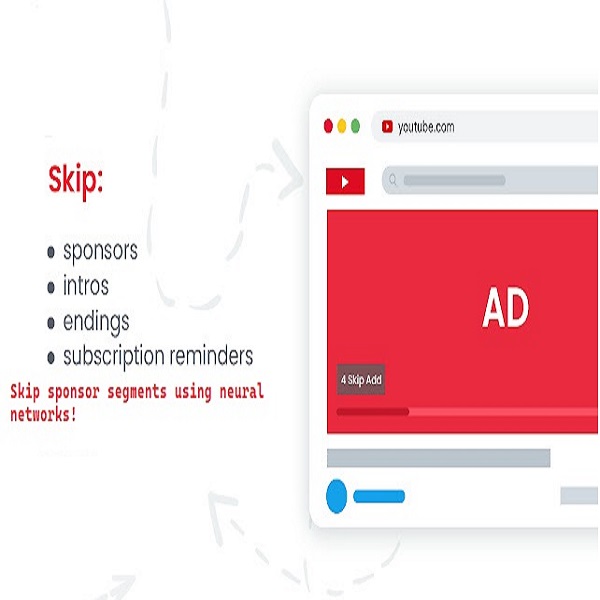 Skip:
sponsors
intros
endings
subscription reminders
Skip sponsor segments using neural
networks!
youtube.com
AD
4 Skip Add